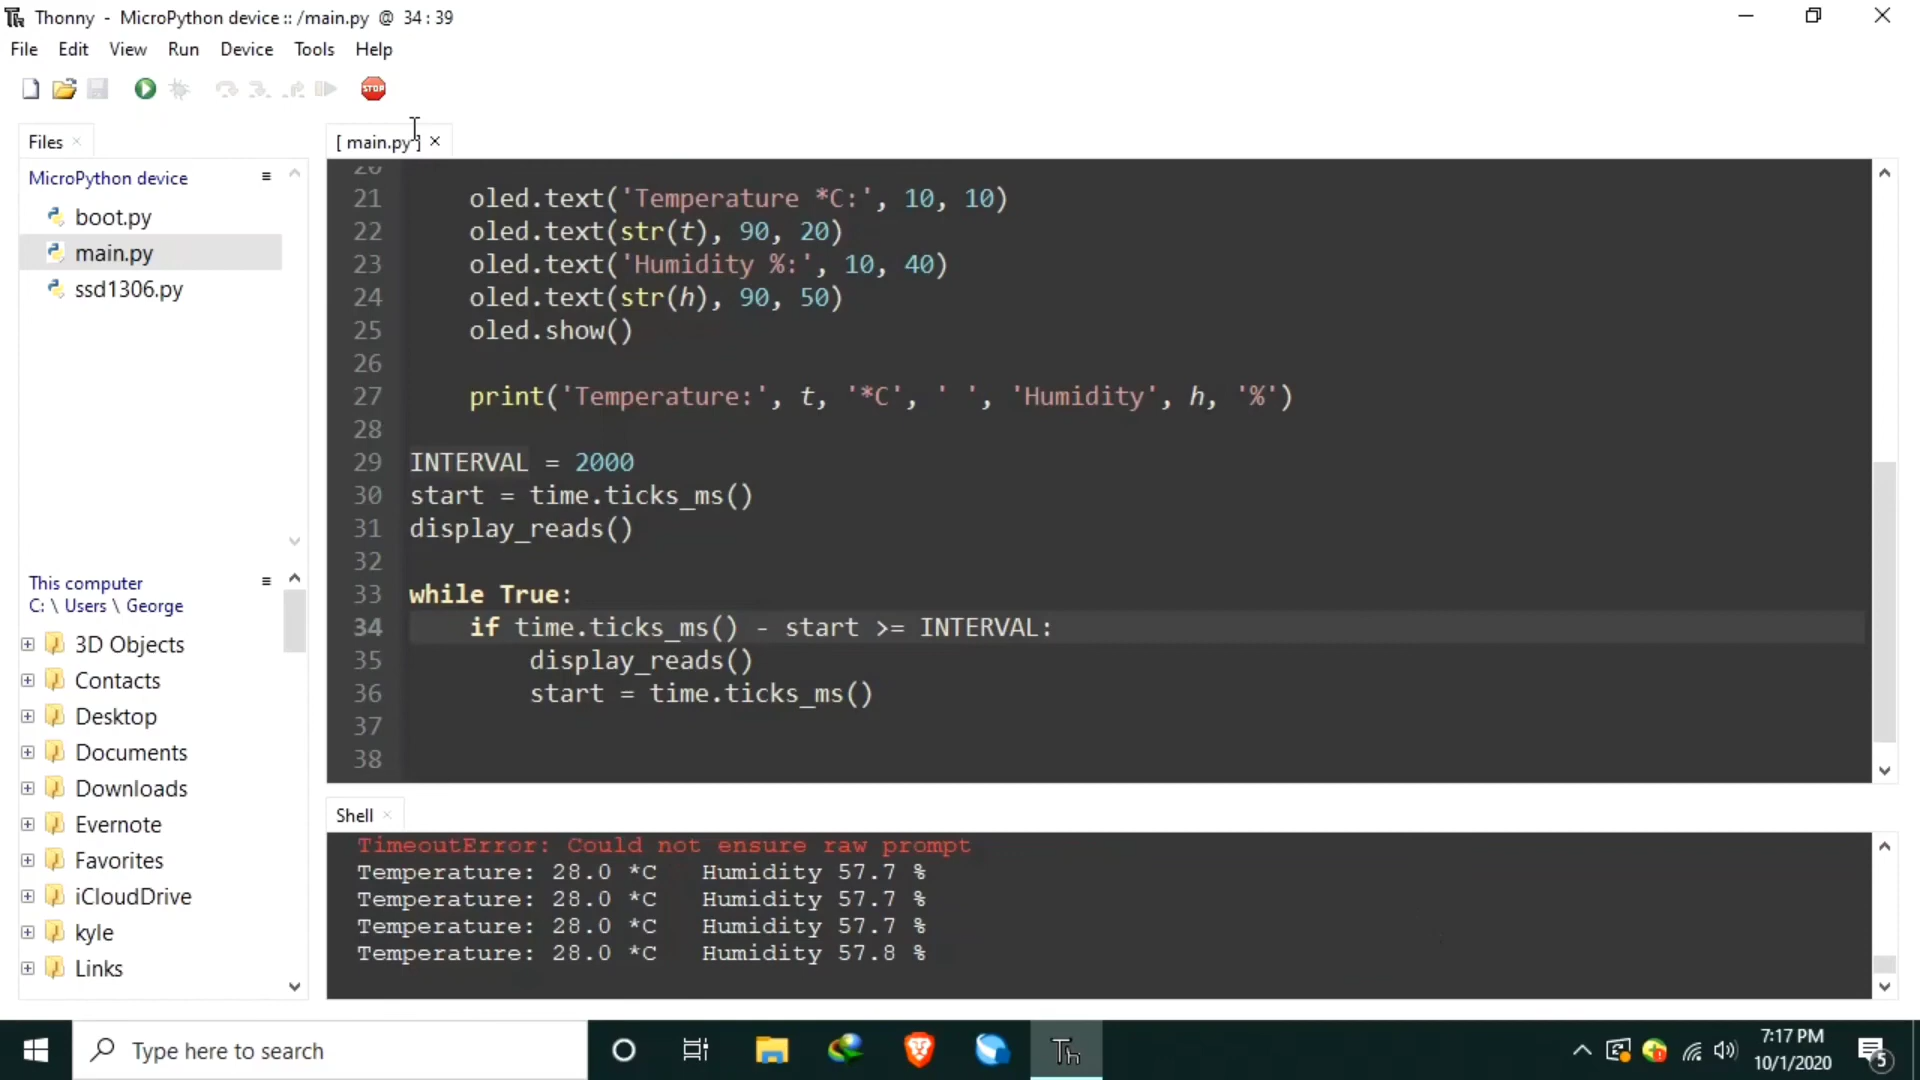 Thonny - MicroPython device :: /main.py @ 34 : 39
File Edit View Run Device Tools Help
STOP
Files
[ main.py ]
MicroPython device
boot.py
main.py
ssd1306.py
This computer
C: \ Users \ George
3D Objects
Contacts
Desktop
Documents
Downloads
Evernote
Favorites
iCloudDrive
kyle
Links
20
21 oled.text('Temperature *C:', 10, 10)
22 oled.text(str(t), 90, 20)
23 oled.text('Humidity %:', 10, 40)
24 oled.text(str(h), 90, 50)
25 oled.show()
26
27 print('Temperature:', t, '*C', ' ', 'Humidity', h, '%')
28
29 INTERVAL = 2000
30 start = time.ticks_ms()
31 display_reads()
32
33 while True:
34 if time.ticks_ms() - start >= INTERVAL:
35 display_reads()
36 start = time.ticks_ms()
37
38
Shell
TimeoutError: Could not ensure raw prompt
Temperature: 28.0 *C Humidity 57.7 %
Temperature: 28.0 *C Humidity 57.7 %
Temperature: 28.0 *C Humidity 57.7 %
Temperature: 28.0 *C Humidity 57.8 %
Type here to search
Th
7:17 PM
10/1/2020
5